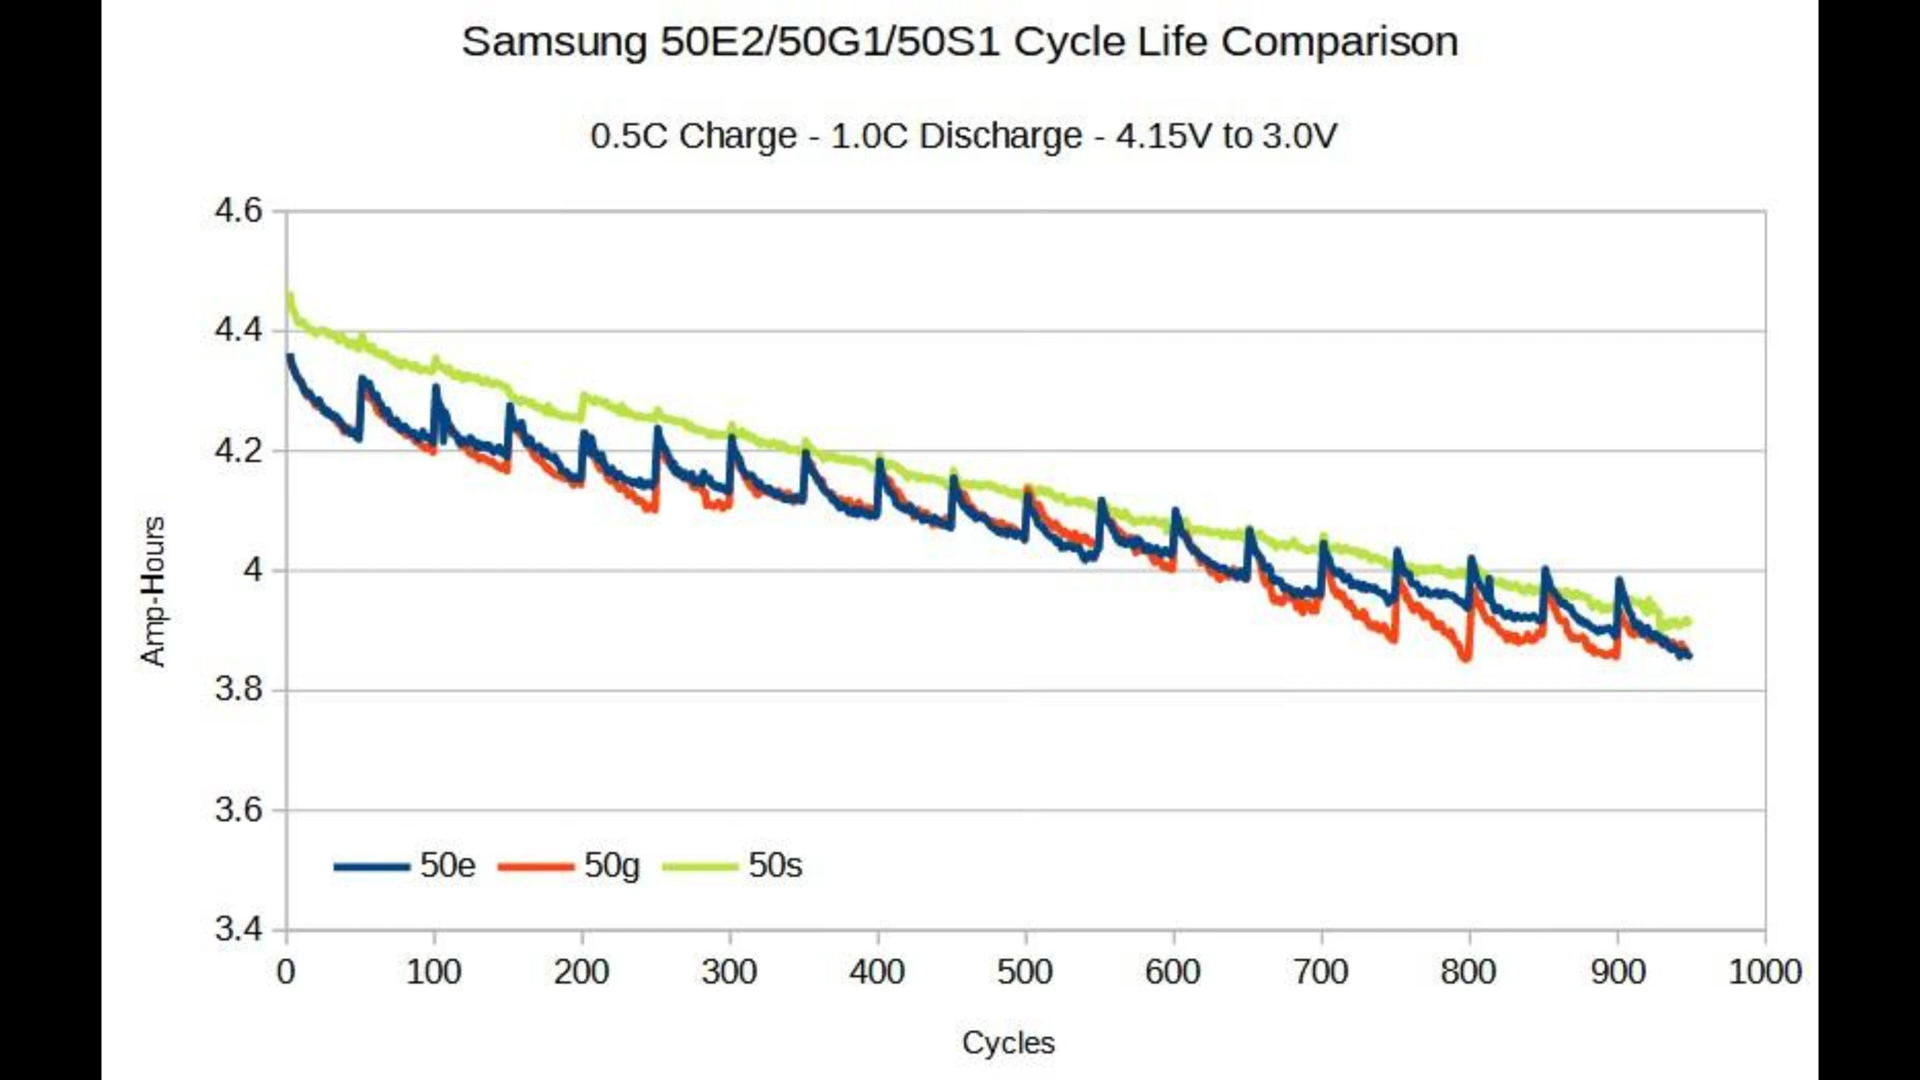 Samsung 50E2/50G1/50S1 Cycle Life Comparison
0.5C Charge - 1.0C Discharge - 4.15V to 3.0V
4.6
4.4
4.2
4
3.8
3.6
3.4
Amp-Hours
50e 50g 50s
0 100 200 300 400 500 600 700 800 900 1000
Cycles